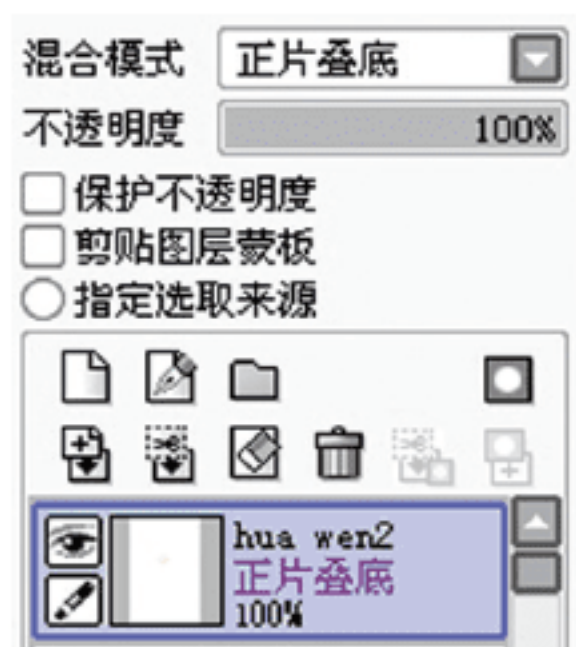 混合模式 正片叠底
不透明度 100%
保护不透明度
剪贴图层蒙板
指定选取来源
hua wen2
正片叠底
100%